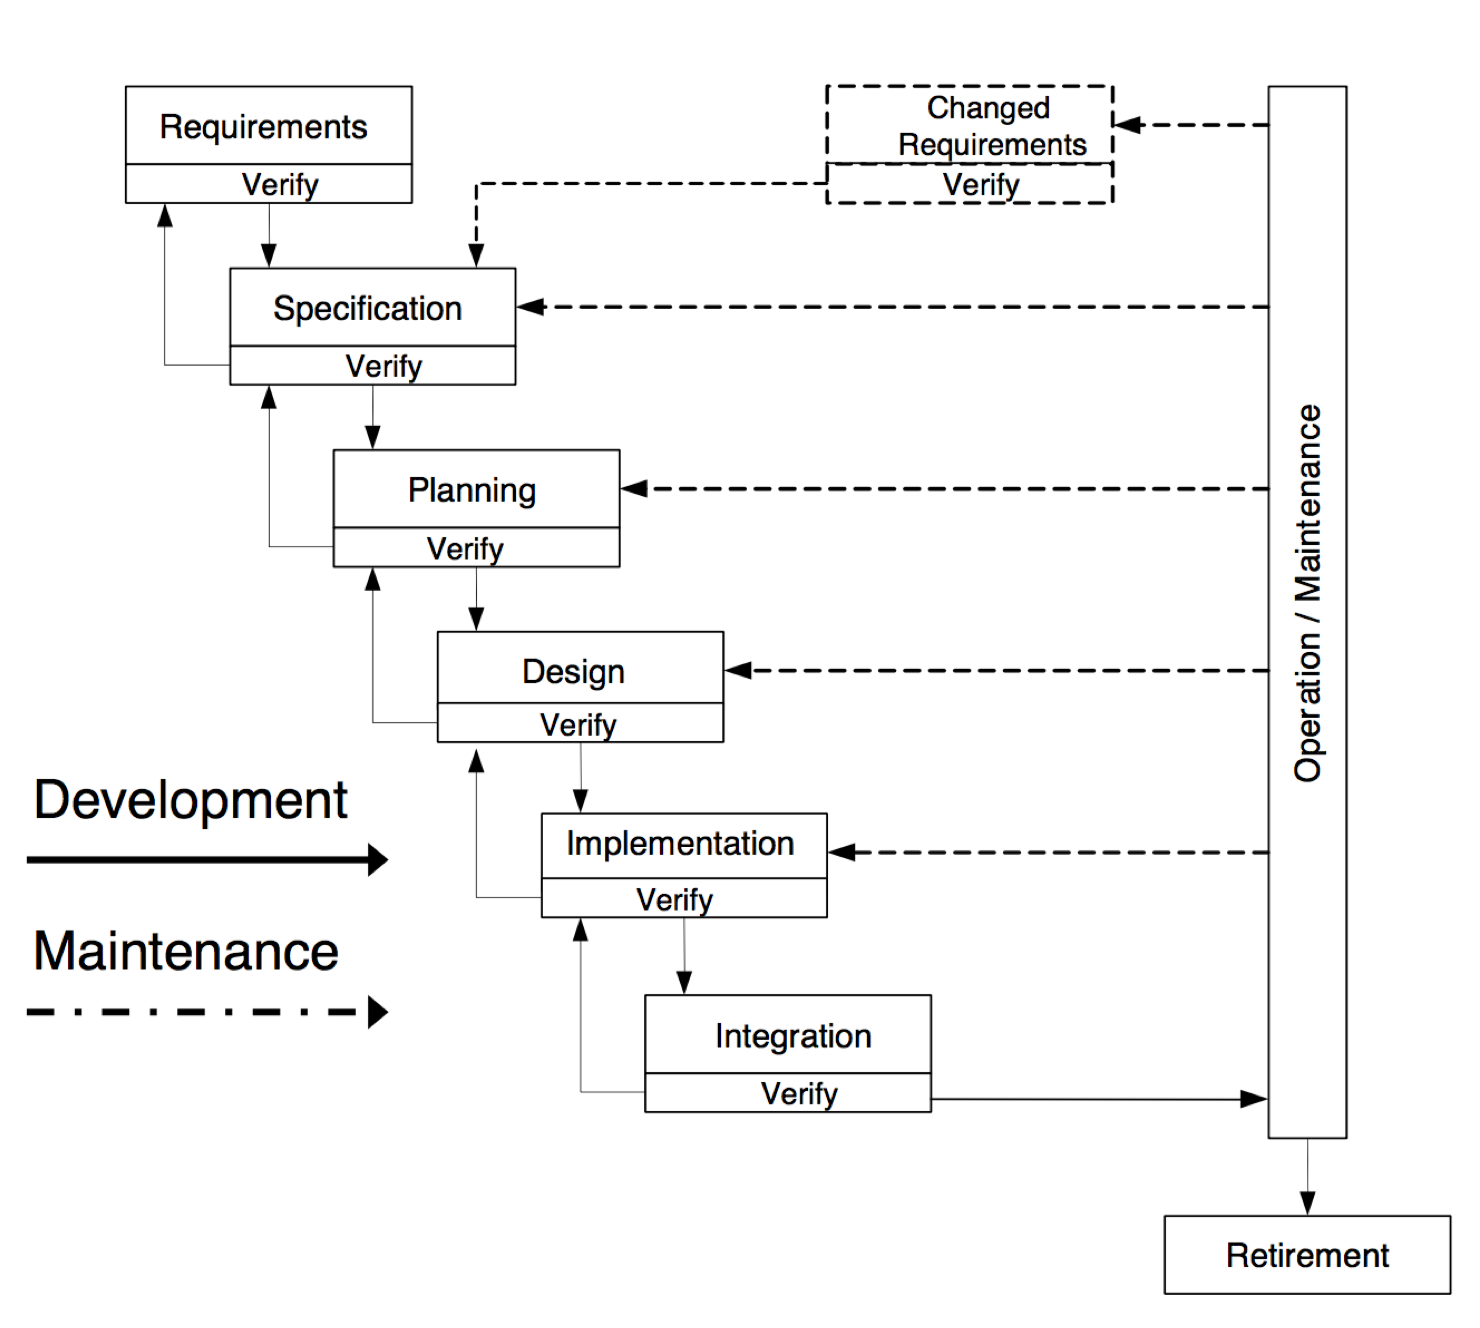 Requirements
Verify
Changed
Requirements
Verify
Specification
Verify
Planning
Verify
Design
Verify
Implementation
Verify
Integration
Verify
Operation / Maintenance
Retirement
Development
Maintenance